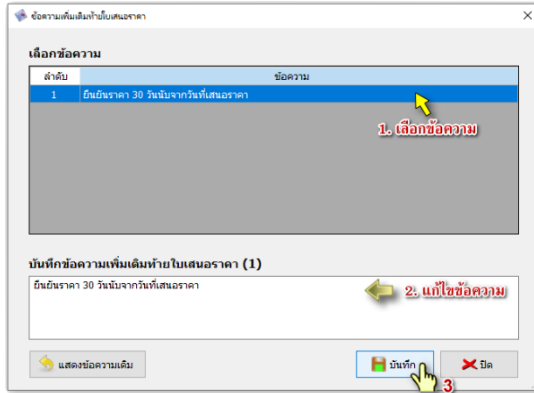 ข้อความเพิ่มเติมท้ายใบเสนอราคา
เลือกข้อความ
ลำดับ ข้อความ
1 ยืนยันราคา 30 วันนับจากวันที่เสนอราคา
1. เลือกข้อความ
บันทึกข้อความเพิ่มเติมท้ายใบเสนอราคา (1)
ยืนยันราคา 30 วันนับจากวันที่เสนอราคา
2. แก้ไขข้อความ
แสดงข้อความเดิม บันทึก ปิด
3